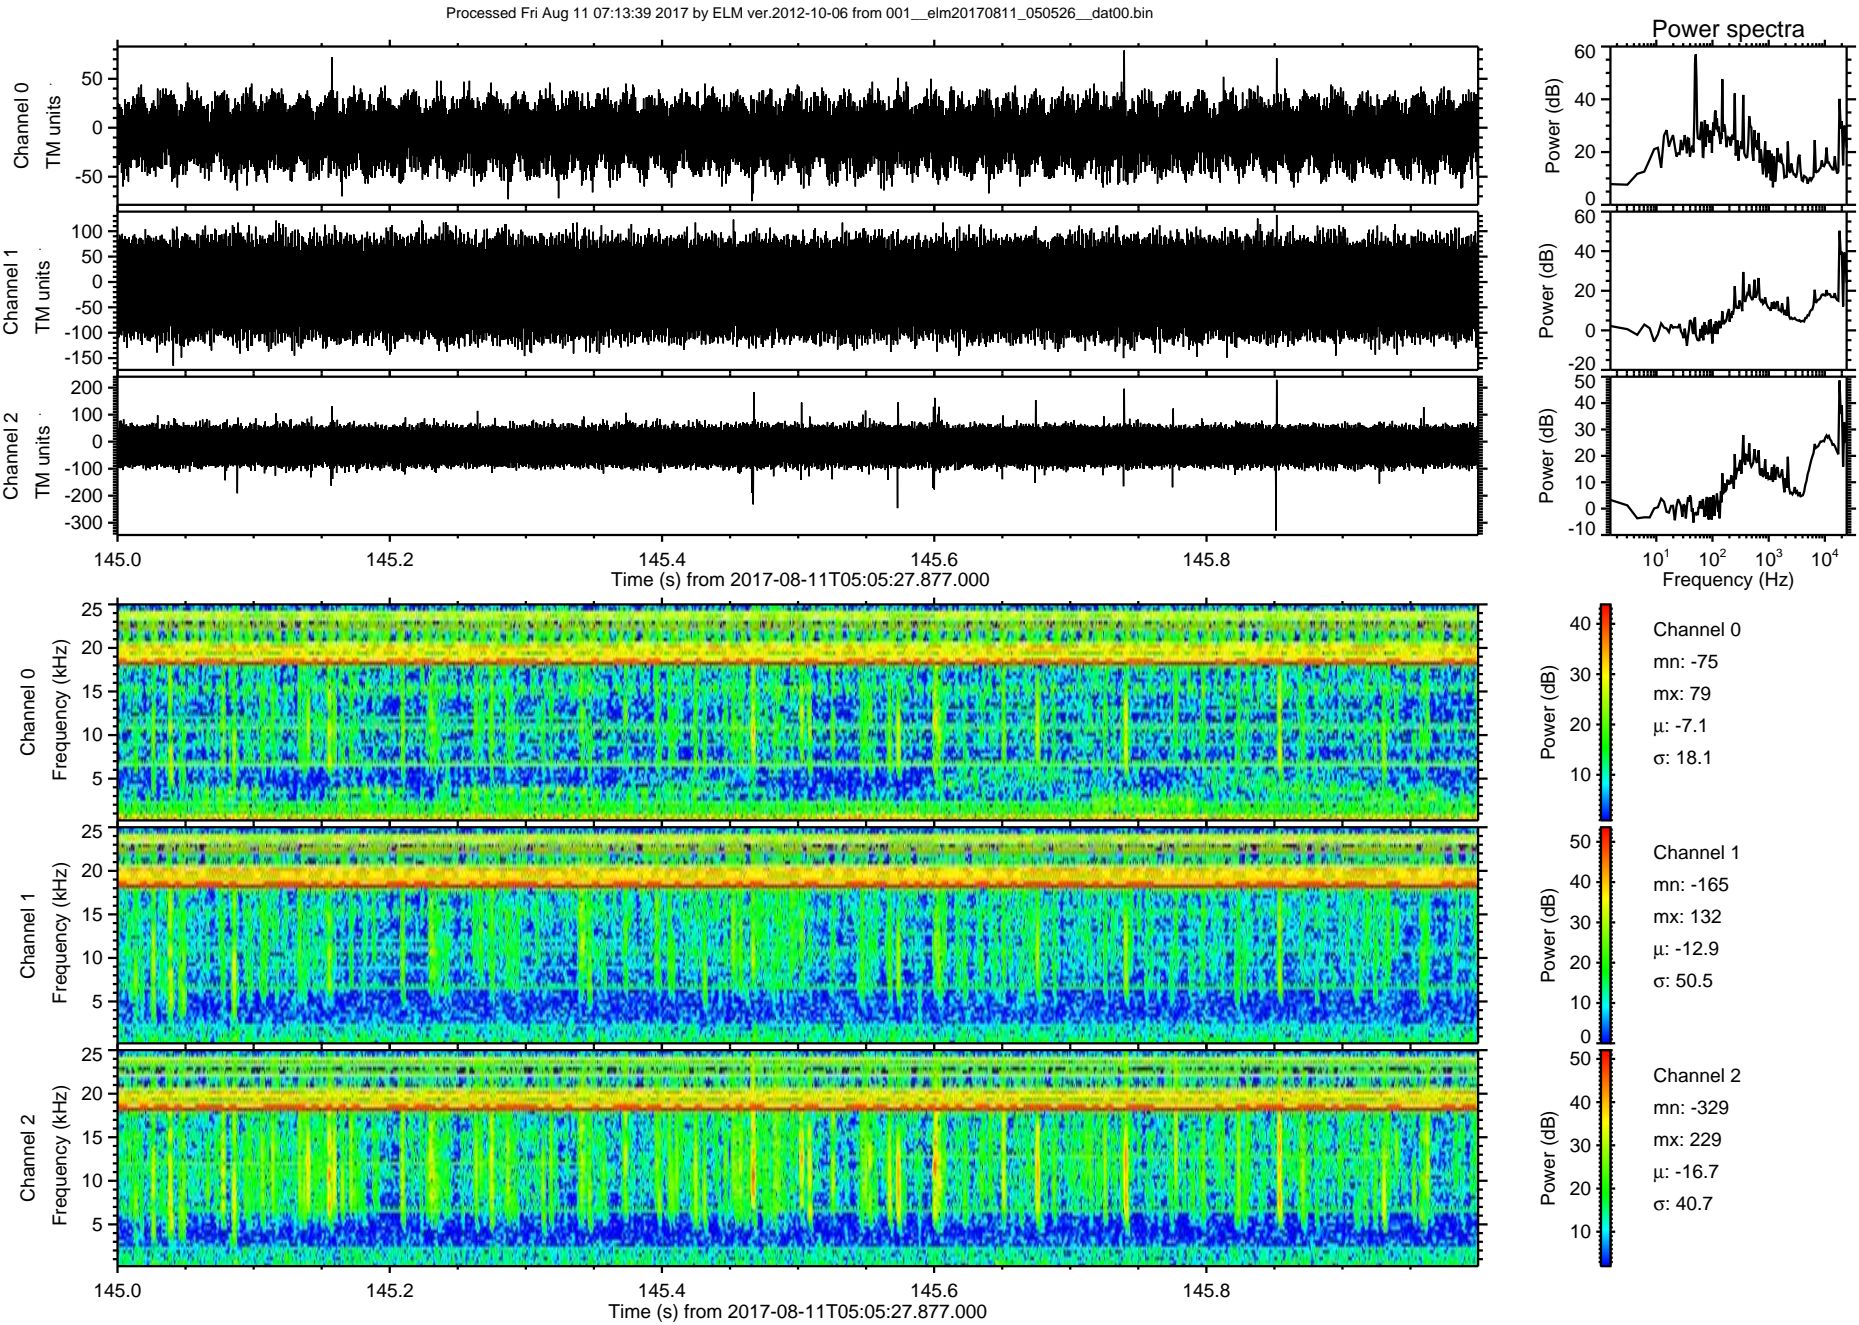 Processed Fri Aug 11 07:13:39 2017 by ELM ver.2012-10-06 from 001__elm20170811_050526__dat00.bin
Power spectra
Channel 0
TM units
50
0
-50
Power (dB)
60
40
20
0
Channel 1
TM units
100
50
0
-50
-100
-150
Power (dB)
60
40
20
0
-20
Channel 2
TM units
200
100
0
-100
-200
-300
Power (dB)
50
40
30
20
10
0
-10
145.0 145.2 145.4 145.6 145.8
Time (s) from 2017-08-11T05:05:27.877.000
10^1 10^2 10^3 10^4
Frequency (Hz)
Channel 0
Frequency (kHz)
25
20
15
10
5
Power (dB)
40
30
20
10
Channel 0
mn: -75
mx: 79
μ: -7.1
σ: 18.1
Channel 1
Frequency (kHz)
25
20
15
10
5
Power (dB)
50
40
30
20
10
0
Channel 1
mn: -165
mx: 132
μ: -12.9
σ: 50.5
Channel 2
Frequency (kHz)
25
20
15
10
5
Power (dB)
50
40
30
20
10
Channel 2
mn: -329
mx: 229
μ: -16.7
σ: 40.7
145.0 145.2 145.4 145.6 145.8
Time (s) from 2017-08-11T05:05:27.877.000